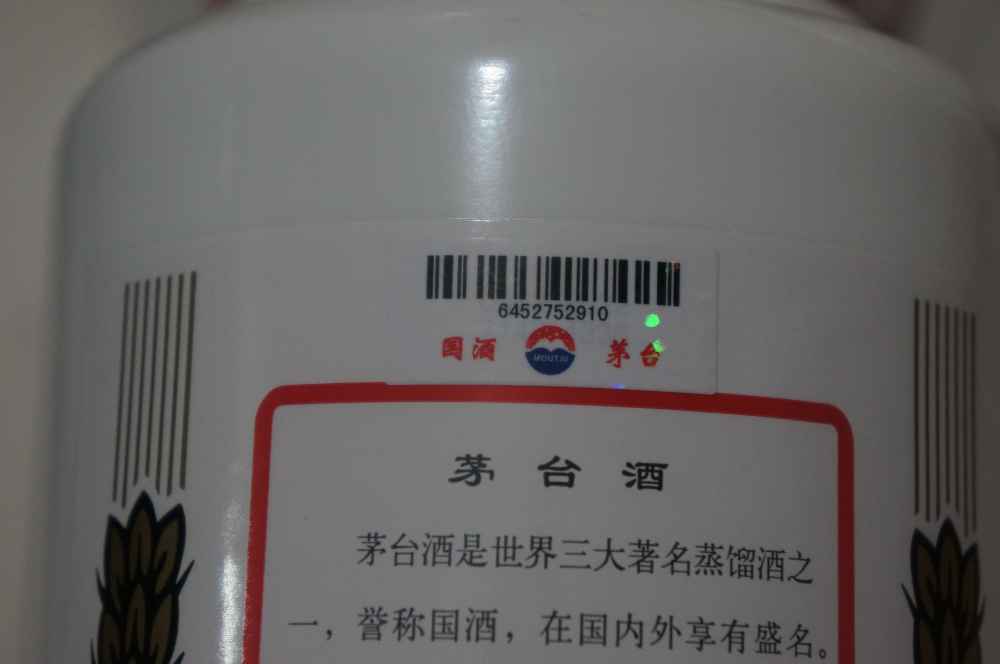 6452752910
国酒 MOUTAI 茅台
茅台酒
茅台酒是世界三大著名蒸馏酒之
一，誉称国酒，在国内外享有盛名。